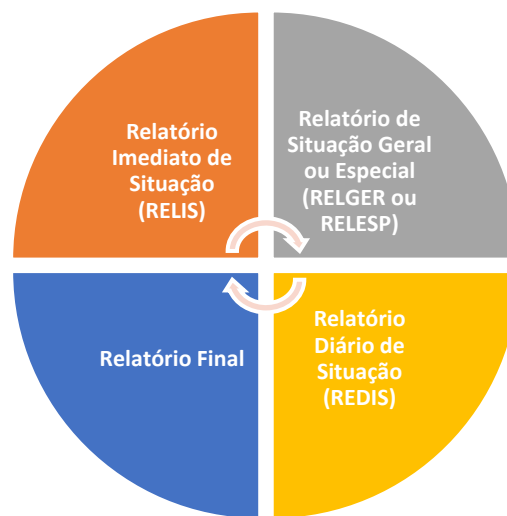 Relatório
Imediato de
Situação
(RELIS)
Relatório de
Situação Geral
ou Especial
(RELGER ou
RELESP)
Relatório Final
Relatório
Diário de
Situação
(REDIS)